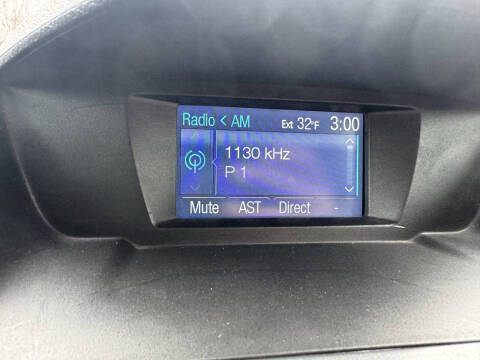 Radio < AM Ext 32°F 3:00
1130 kHz
P 1
Mute AST Direct -